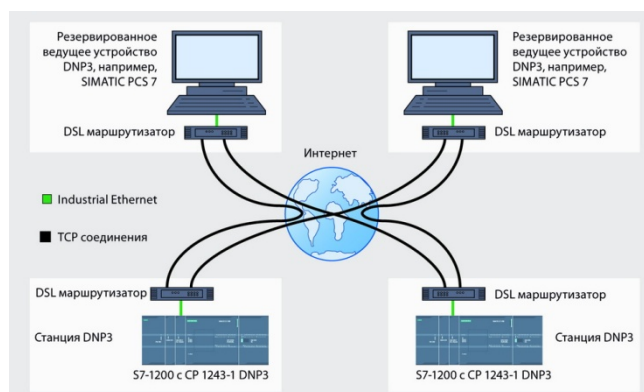 Резервированное
ведущее устройство
DNP3, например,
SIMATIC PCS 7
DSL маршрутизатор
Резервированное
ведущее устройство
DNP3, например,
SIMATIC PCS 7
DSL маршрутизатор
Интернет
Industrial Ethernet
TCP соединения
DSL маршрутизатор
Станция DNP3
S7-1200 с CP 1243-1 DNP3
DSL маршрутизатор
Станция DNP3
S7-1200 с CP 1243-1 DNP3